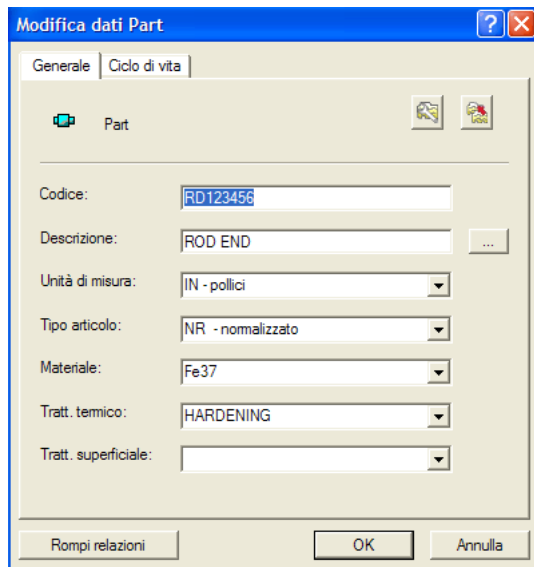 Modifica dati Part
Generale Ciclo di vita
Part
Codice: RD123456
Descrizione: ROD END ...
Unità di misura: IN - pollici
Tipo articolo: NR - normalizzato
Materiale: Fe37
Tratt. termico: HARDENING
Tratt. superficiale:
Rompi relazioni OK Annulla